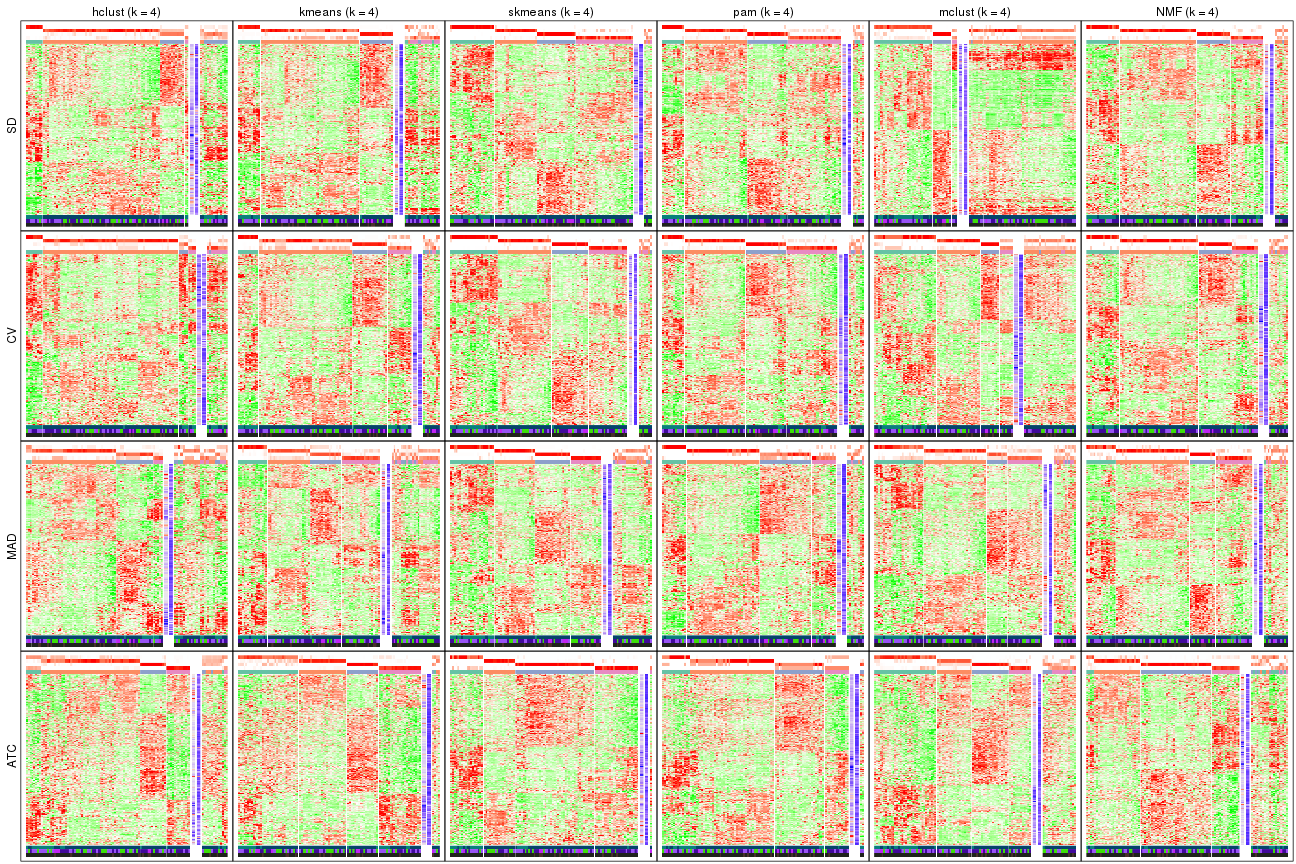 hclust (k = 4) kmeans (k = 4) skmeans (k = 4) pam (k = 4) mclust (k = 4) NMF (k = 4)
SD
CV
MAD
ATC